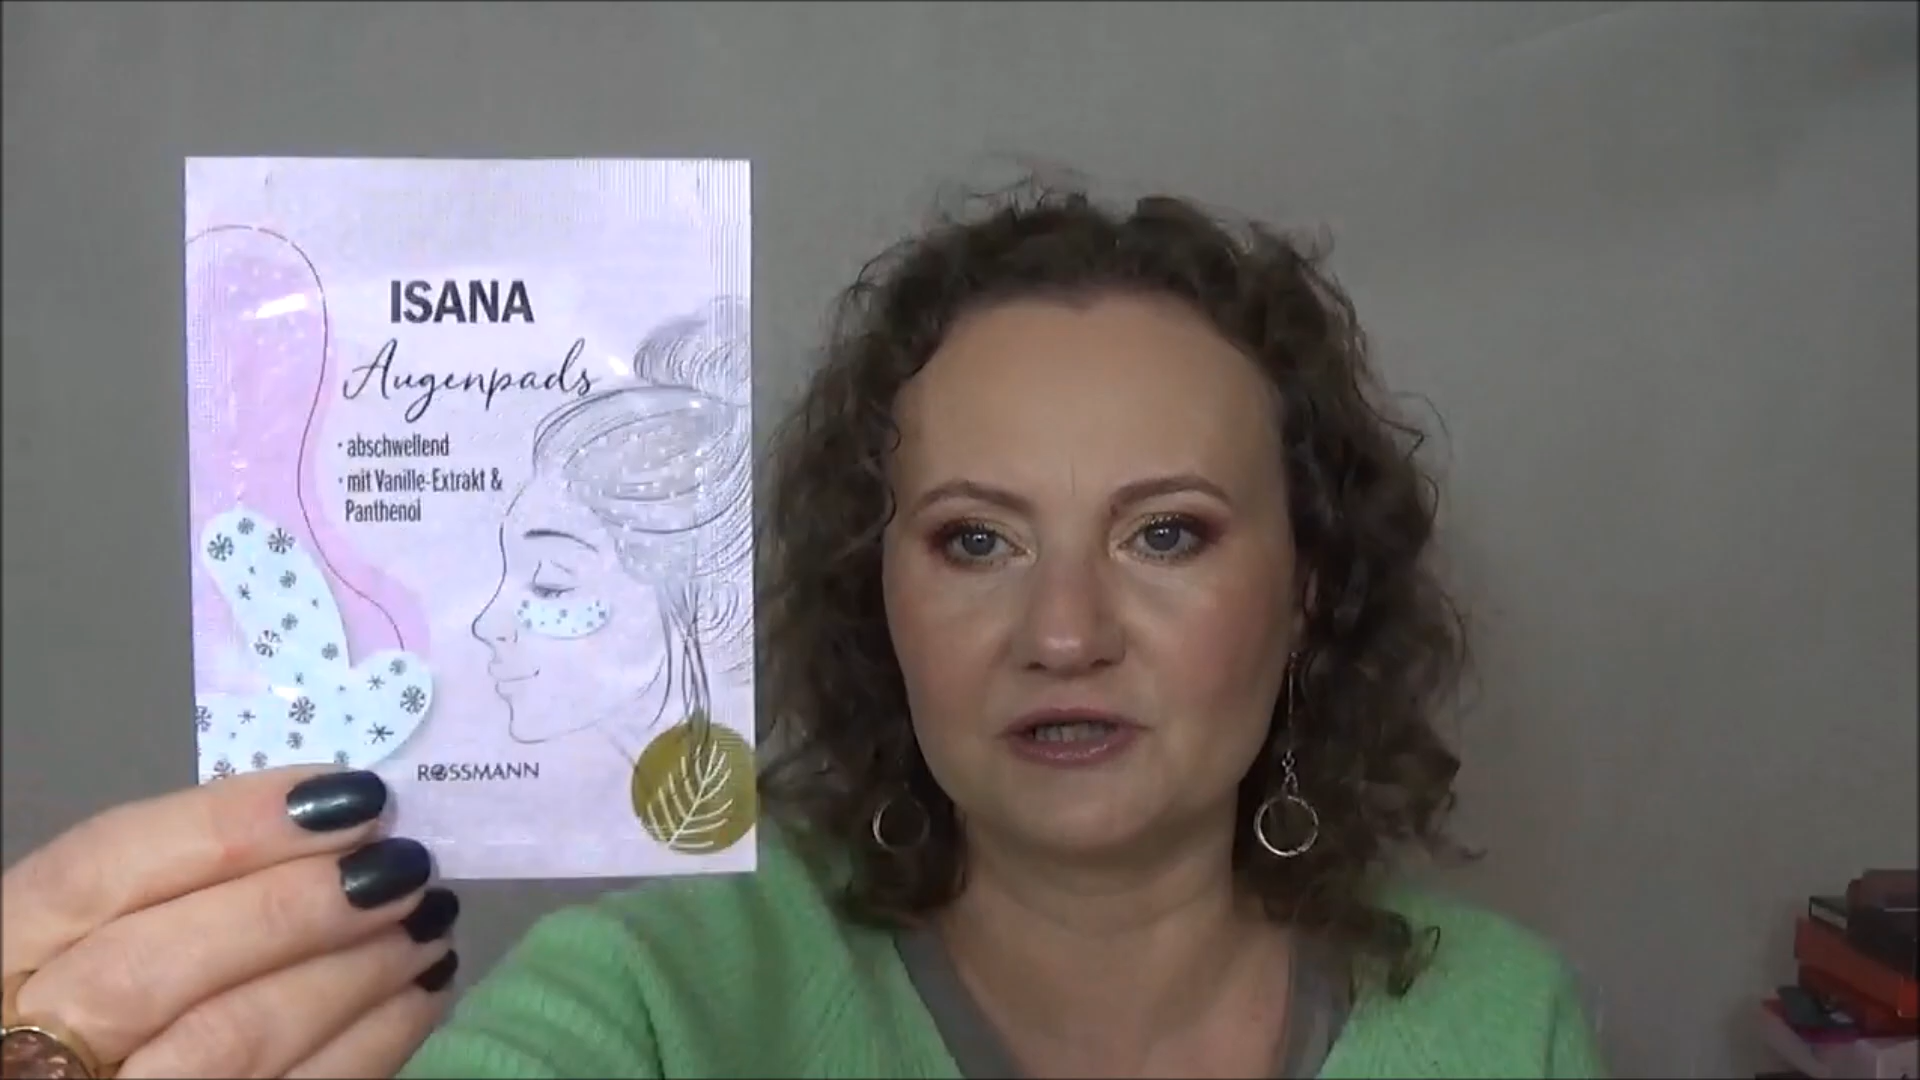 ISANA
Augenpads
· abschwellend
· mit Vanille-Extrakt &
Panthenol
ROSSMANN